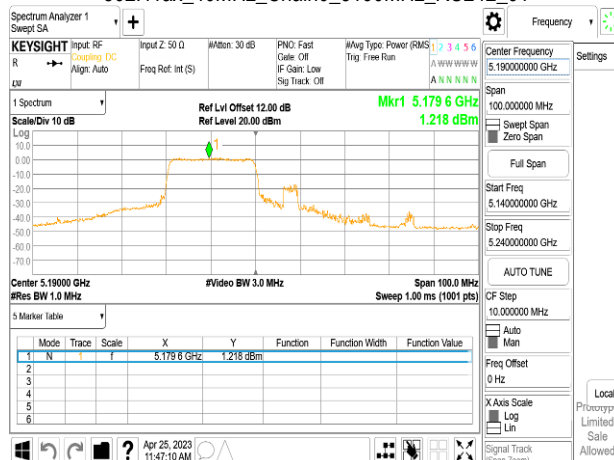 Spectrum Analyzer 1
Swept SA
Frequency
KEYSIGHT
R
Input: RF
Coupling: DC
Align: Auto
Input Z: 50 Ω
Freq Ref: Int (S)
#Atten: 30 dB
PNO: Fast
Gate: Off
IF Gain: Low
Sig Track: Off
#Avg Type: Power (RMS
Trig: Free Run
1 2 3 4 5 6
A W W W W W
A N N N N N
1 Spectrum
Scale/Div 10 dB
Ref Lvl Offset 12.00 dB
Ref Level 20.00 dBm
Mkr1 5.179 6 GHz
1.218 dBm
Log
10.0
0.00
-10.0
-20.0
-30.0
-40.0
-50.0
-60.0
-70.0
1
Center 5.19000 GHz
#Res BW 1.0 MHz
#Video BW 3.0 MHz
Span 100.0 MHz
Sweep 1.00 ms (1001 pts)
5 Marker Table
Mode Trace Scale X Y Function Function Width Function Value
1 N 1 f 5.179 6 GHz 1.218 dBm
2
3
4
5
6
Apr 25, 2023
11:47:10 AM
Center Frequency
5.190000000 GHz
Span
100.000000 MHz
Swept Span
Zero Span
Full Span
Start Freq
5.140000000 GHz
Stop Freq
5.240000000 GHz
AUTO TUNE
CF Step
10.000000 MHz
Auto
Man
Freq Offset
0 Hz
X Axis Scale
Log
Lin
Signal Track
(Span Zoom)
Settings
Local
Limited
Sale
Allowed